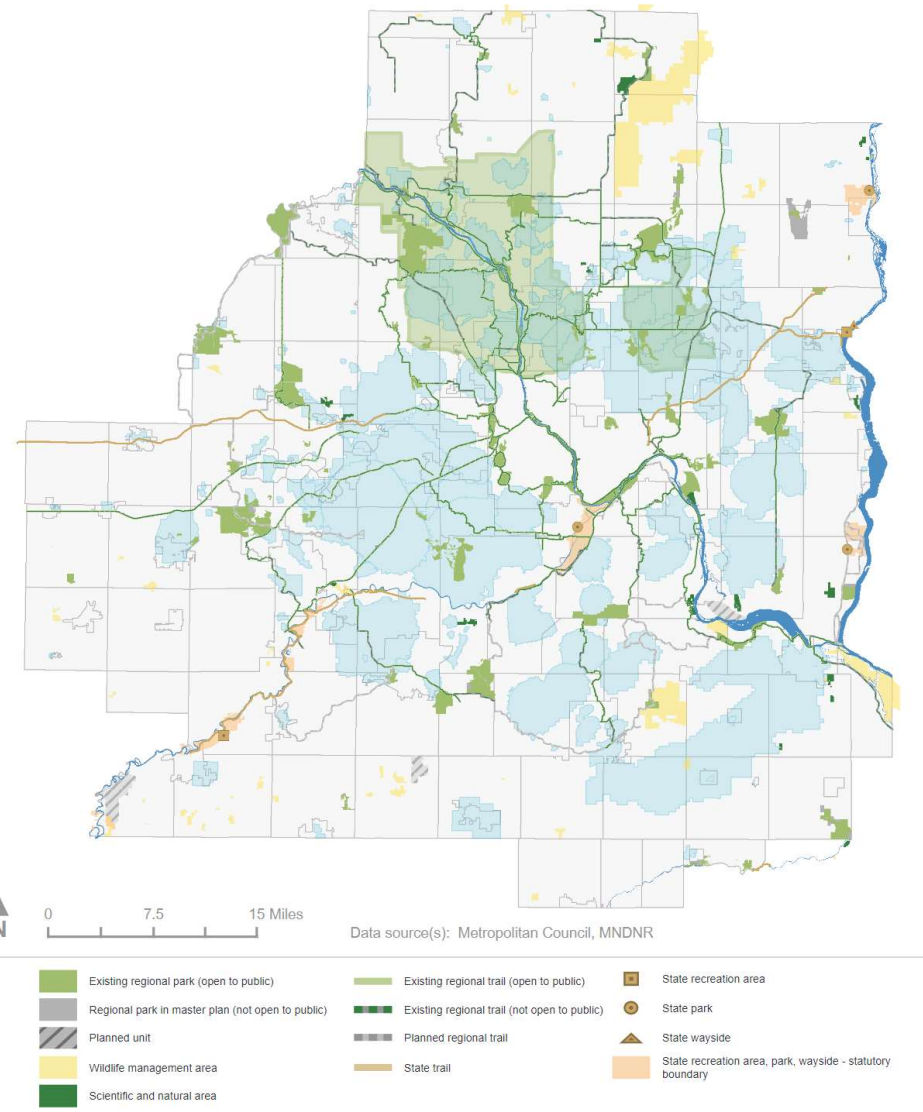 N
0 7.5 15 Miles
Data source(s): Metropolitan Council, MNDNR
Existing regional park (open to public)
Regional park in master plan (not open to public)
Planned unit
Wildlife management area
Scientific and natural area
Existing regional trail (open to public)
Existing regional trail (not open to public)
Planned regional trail
State trail
State recreation area
State park
State wayside
State recreation area, park, wayside - statutory
boundary